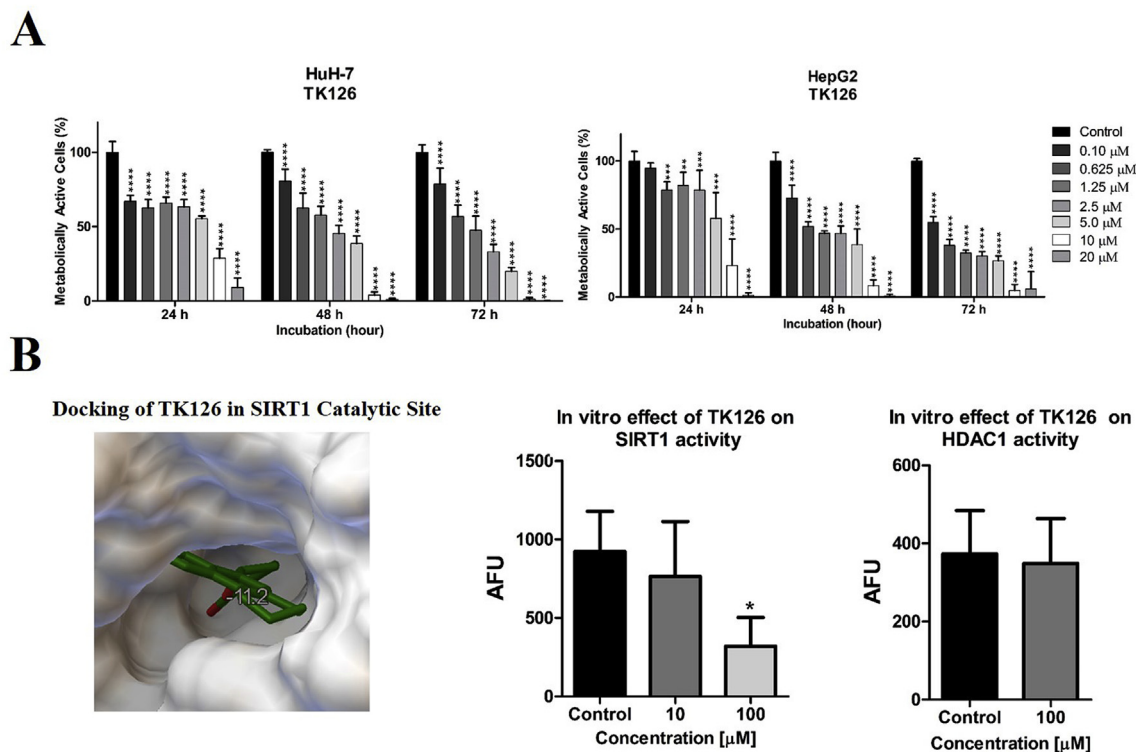 A
HuH-7
TK126
Metabolically Active Cells (%)
100
50
0
**** **** **** **** **** **** ****
**** **** **** **** **** **** ****
**** **** **** **** **** **** ****
24 h 48 h 72 h
Incubation (hour)
HepG2
TK126
Metabolically Active Cells (%)
100
50
0
*** ** *** *** ****  ****
**** **** **** **** **** **** ****
**** **** **** **** **** **** ****
24 h 48 h 72 h
Incubation (hour)
Control
0.10 µM
0.625 µM
1.25 µM
2.5 µM
5.0 µM
10 µM
20 µM
B
Docking of TK126 in SIRT1 Catalytic Site
-11.2
In vitro effect of TK126 on
SIRT1 activity
AFU
1500
1000
500
0
*
Control 10 100
Concentration [µM]
In vitro effect of TK126 on
HDAC1 activity
AFU
600
400
200
0
Control 100
Concentration [µM]